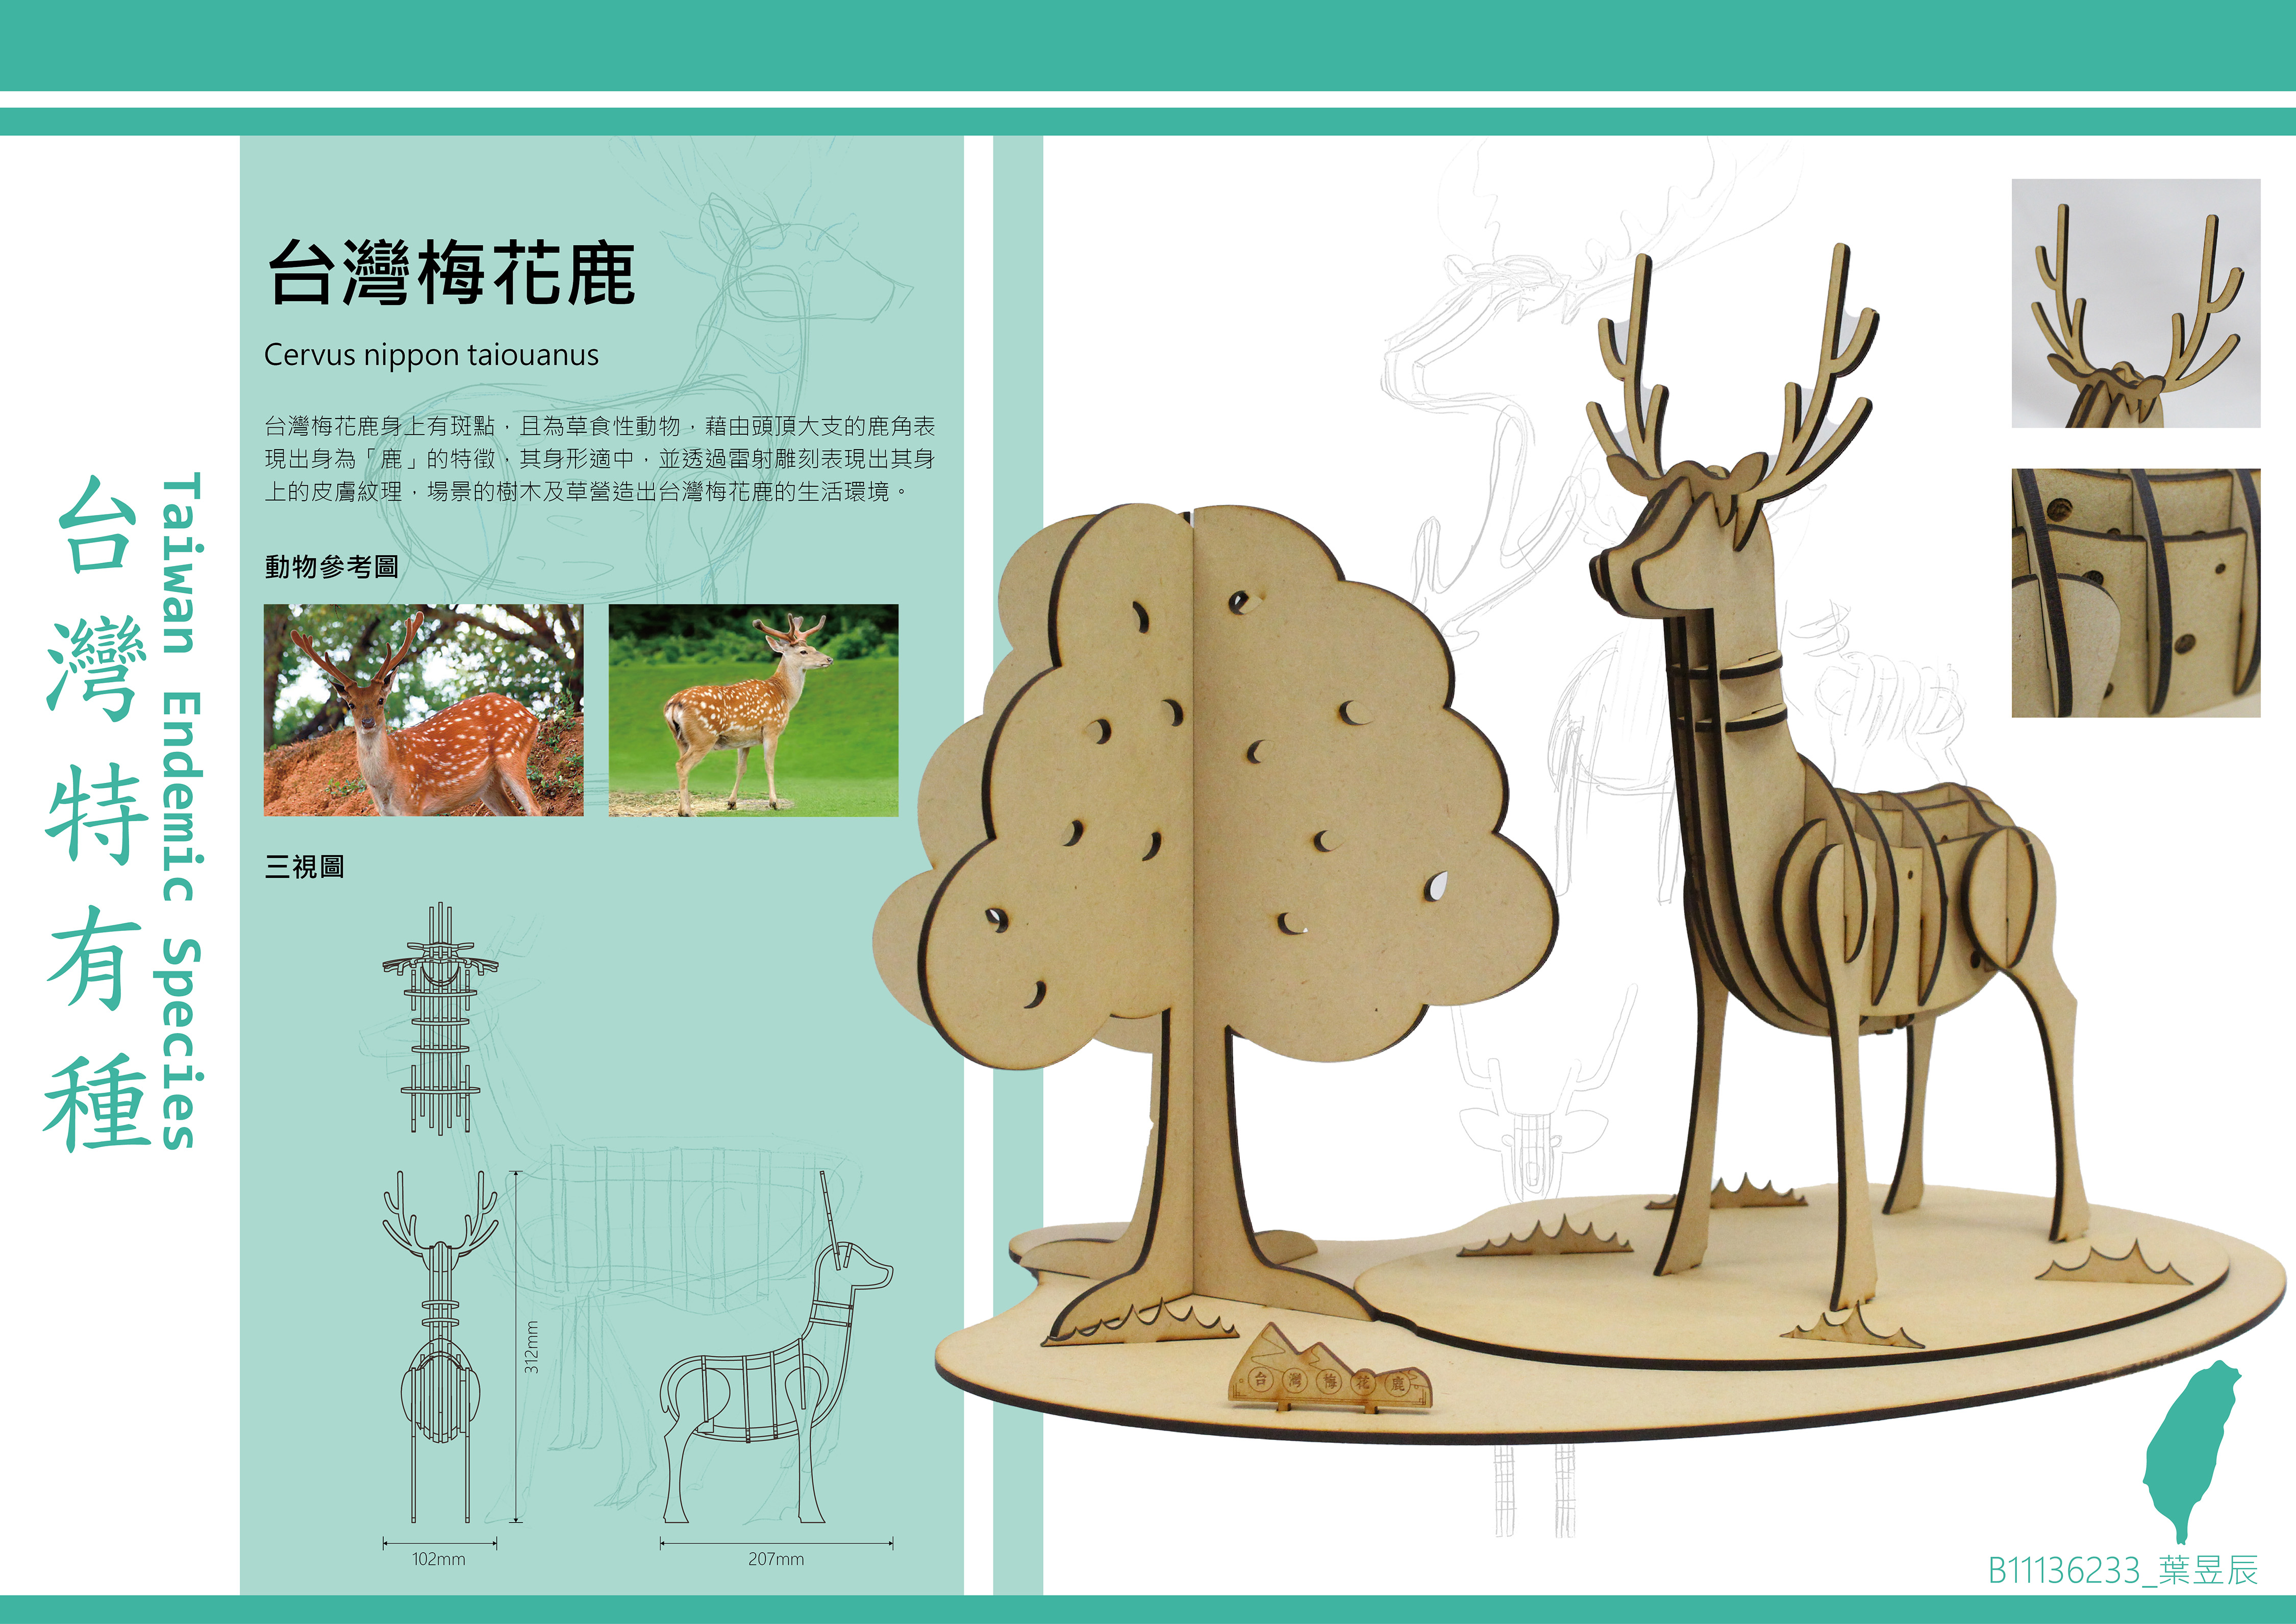 台灣特有種
Taiwan Endemic Species
台灣梅花鹿
Cervus nippon taiouanus
台灣梅花鹿身上有斑點，且為草食性動物，藉由頭頂大支的鹿角表
現出身為「鹿」的特徵，其身形適中，並透過雷射雕刻表現出其身
上的皮膚紋理，場景的樹木及草營造出台灣梅花鹿的生活環境。
動物參考圖
三視圖
312mm
102mm
207mm
台灣梅花鹿
B11136233_葉昱辰